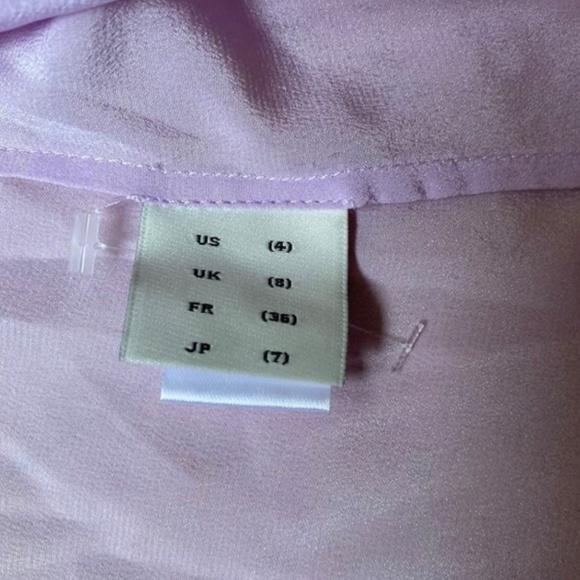 US (4)
UK (8)
FR (36)
JP (7)